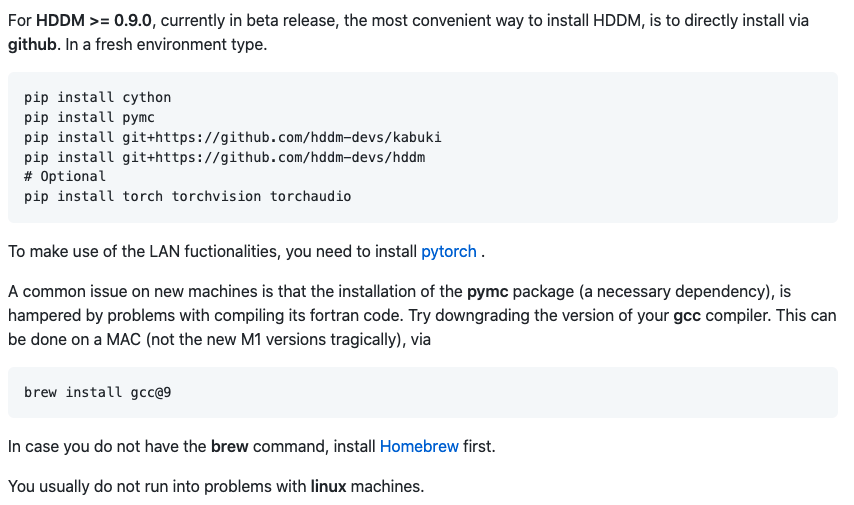 For HDDM >= 0.9.0, currently in beta release, the most convenient way to install HDDM, is to directly install via
github. In a fresh environment type.
pip install cython
pip install pymc
pip install git+https://github.com/hddm-devs/kabuki
pip install git+https://github.com/hddm-devs/hddm
# Optional
pip install torch torchvision torchaudio
To make use of the LAN fuctionalities, you need to install pytorch .
A common issue on new machines is that the installation of the pymc package (a necessary dependency), is
hampered by problems with compiling its fortran code. Try downgrading the version of your gcc compiler. This can
be done on a MAC (not the new M1 versions tragically), via
brew install gcc@9
In case you do not have the brew command, install Homebrew first.
You usually do not run into problems with linux machines.